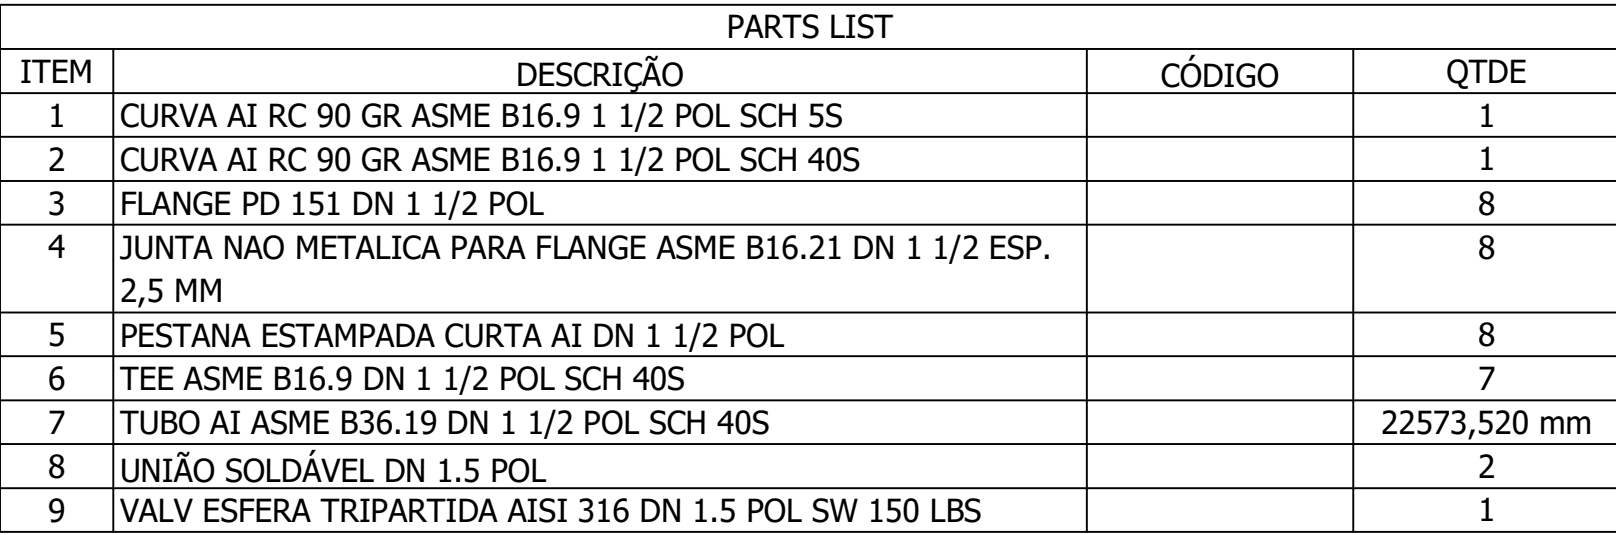 PARTS LIST
ITEM DESCRIÇÃO CÓDIGO QTDE
1 CURVA AI RC 90 GR ASME B16.9 1 1/2 POL SCH 5S 1
2 CURVA AI RC 90 GR ASME B16.9 1 1/2 POL SCH 40S 1
3 FLANGE PD 151 DN 1 1/2 POL 8
4 JUNTA NAO METALICA PARA FLANGE ASME B16.21 DN 1 1/2 ESP. 8
2,5 MM
5 PESTANA ESTAMPADA CURTA AI DN 1 1/2 POL 8
6 TEE ASME B16.9 DN 1 1/2 POL SCH 40S 7
7 TUBO AI ASME B36.19 DN 1 1/2 POL SCH 40S 22573,520 mm
8 UNIÃO SOLDÁVEL DN 1.5 POL 2
9 VALV ESFERA TRIPARTIDA AISI 316 DN 1.5 POL SW 150 LBS 1